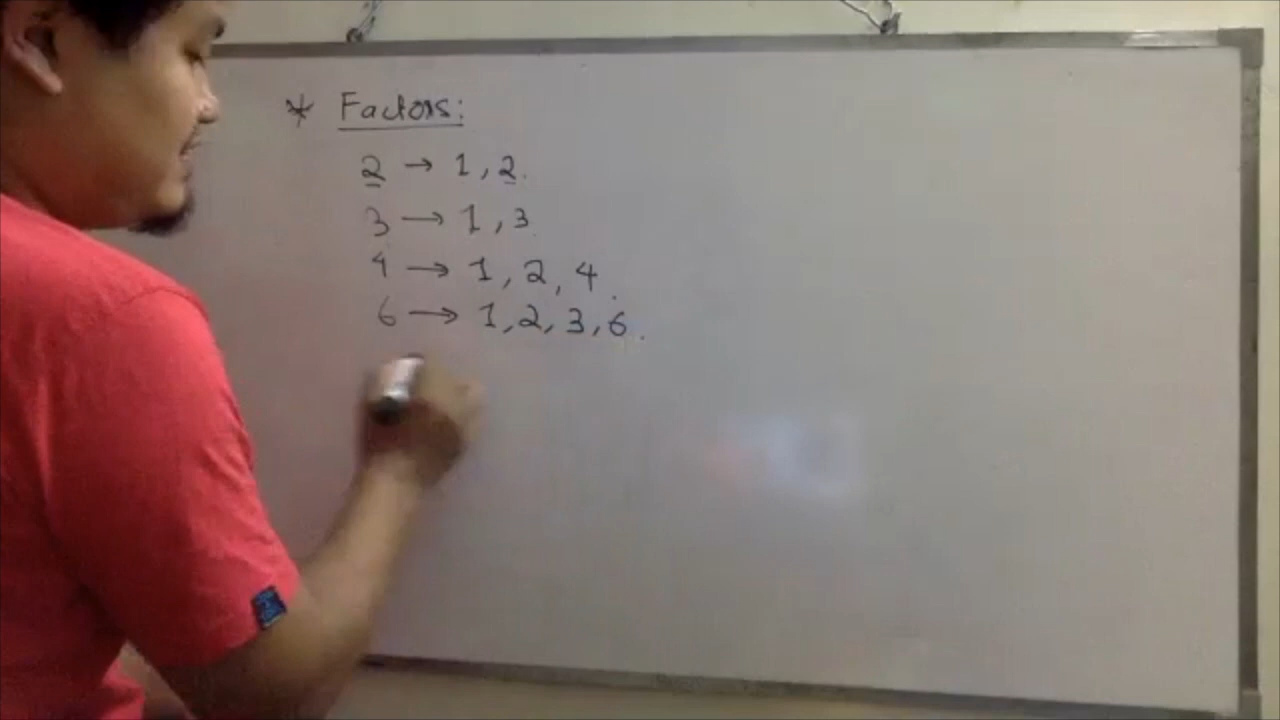 * Factors:
2 → 1, 2.
3 → 1, 3.
4 → 1, 2, 4.
6 → 1, 2, 3, 6.